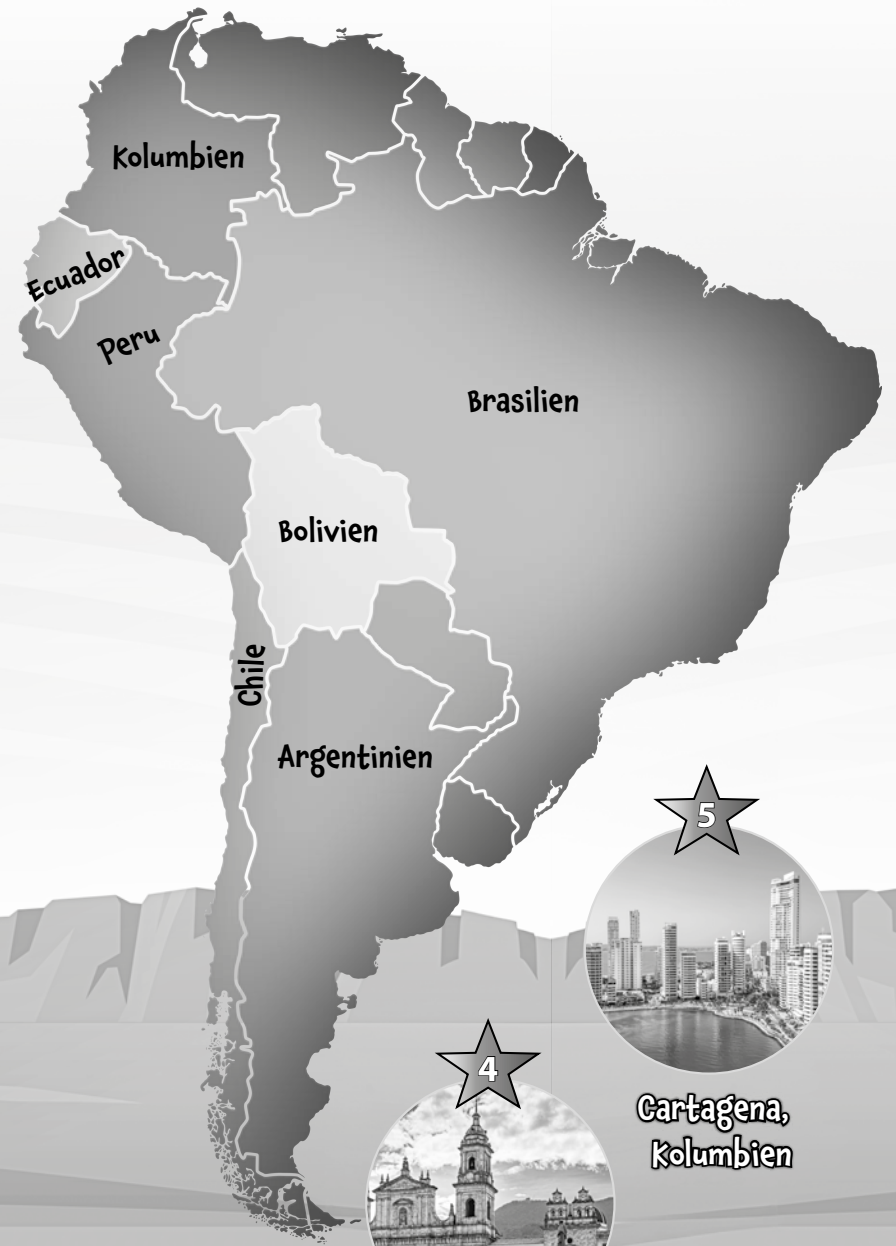 Kolumbien
Ecuador
Peru
Brasilien
Bolivien
Chile
Argentinien
5
4
Cartagena,
Kolumbien